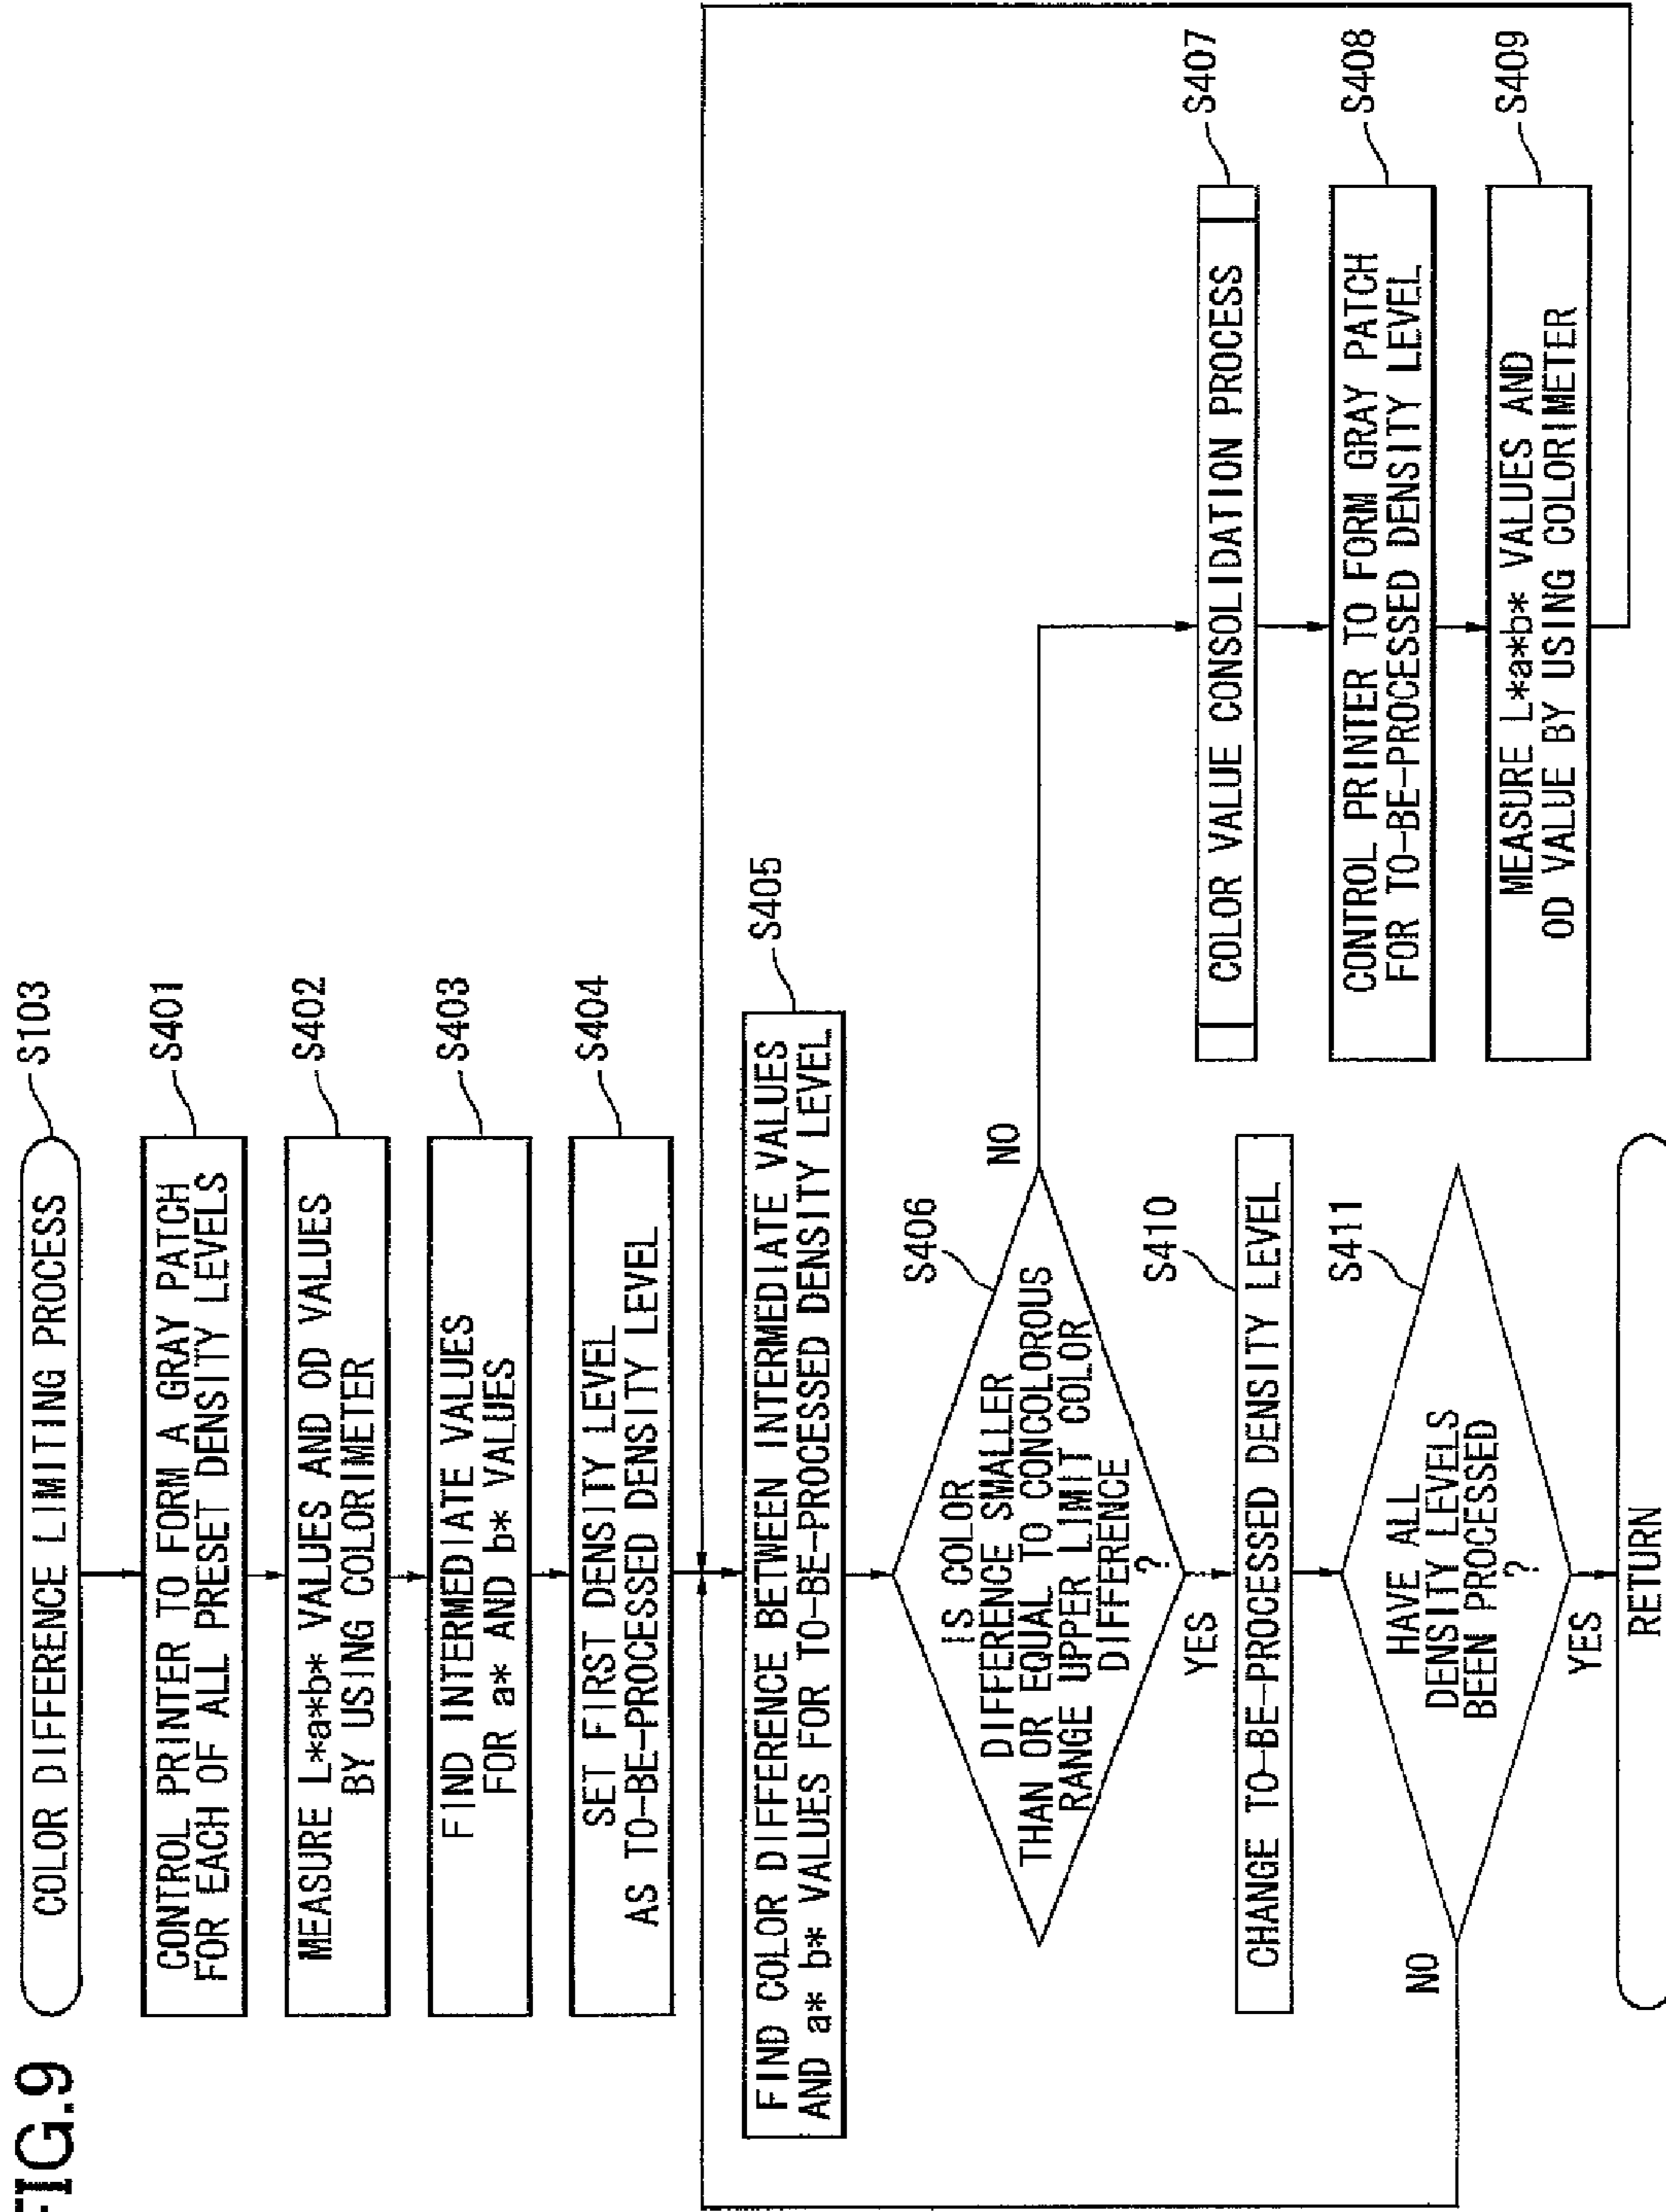 FIG.9
COLOR DIFFERENCE LIMITING PROCESS
S103
CONTROL PRINTER TO FORM A GRAY PATCH
FOR EACH OF ALL PRESET DENSITY LEVELS
S401
MEASURE L*a*b* VALUES AND OD VALUES
BY USING COLORIMETER
S402
FIND INTERMEDIATE VALUES
FOR a* AND b* VALUES
S403
SET FIRST DENSITY LEVEL
AS TO-BE-PROCESSED DENSITY LEVEL
S404
FIND COLOR DIFFERENCE BETWEEN INTERMEDIATE VALUES
AND a* b* VALUES FOR TO-BE-PROCESSED DENSITY LEVEL
S405
IS COLOR
DIFFERENCE SMALLER
THAN OR EQUAL TO CONCOLOROUS
RANGE UPPER LIMIT COLOR
DIFFERENCE
?
S406
NO
YES
COLOR VALUE CONSOLIDATION PROCESS
S407
CONTROL PRINTER TO FORM GRAY PATCH
FOR TO-BE-PROCESSED DENSITY LEVEL
S408
MEASURE L*a*b* VALUES AND
OD VALUE BY USING COLORIMETER
S409
CHANGE TO-BE-PROCESSED DENSITY LEVEL
S410
HAVE ALL
DENSITY LEVELS
BEEN PROCESSED
?
S411
NO
YES
RETURN